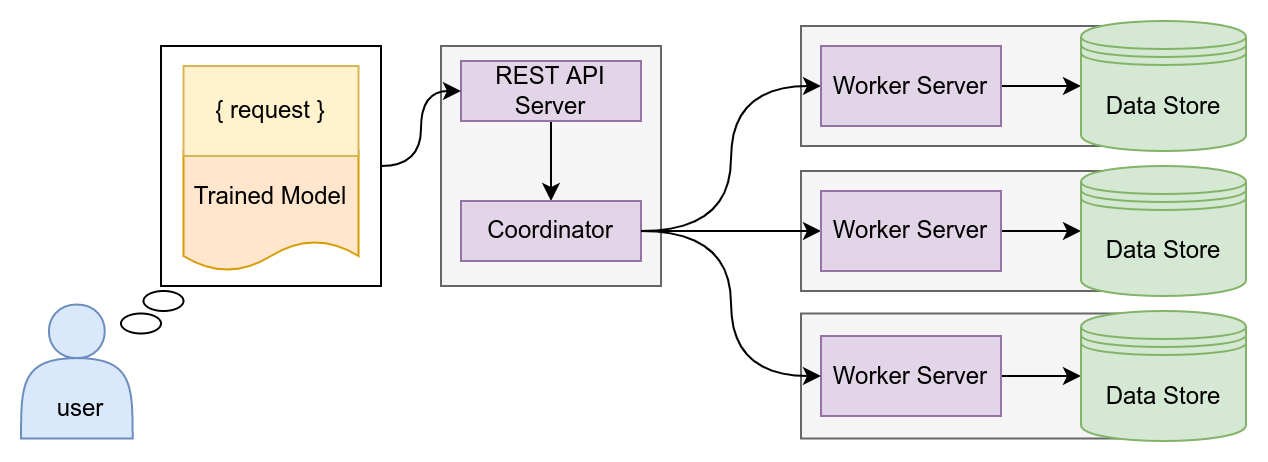 { request }
Trained Model
user
REST API
Server
Coordinator
Worker Server
Data Store
Worker Server
Data Store
Worker Server
Data Store